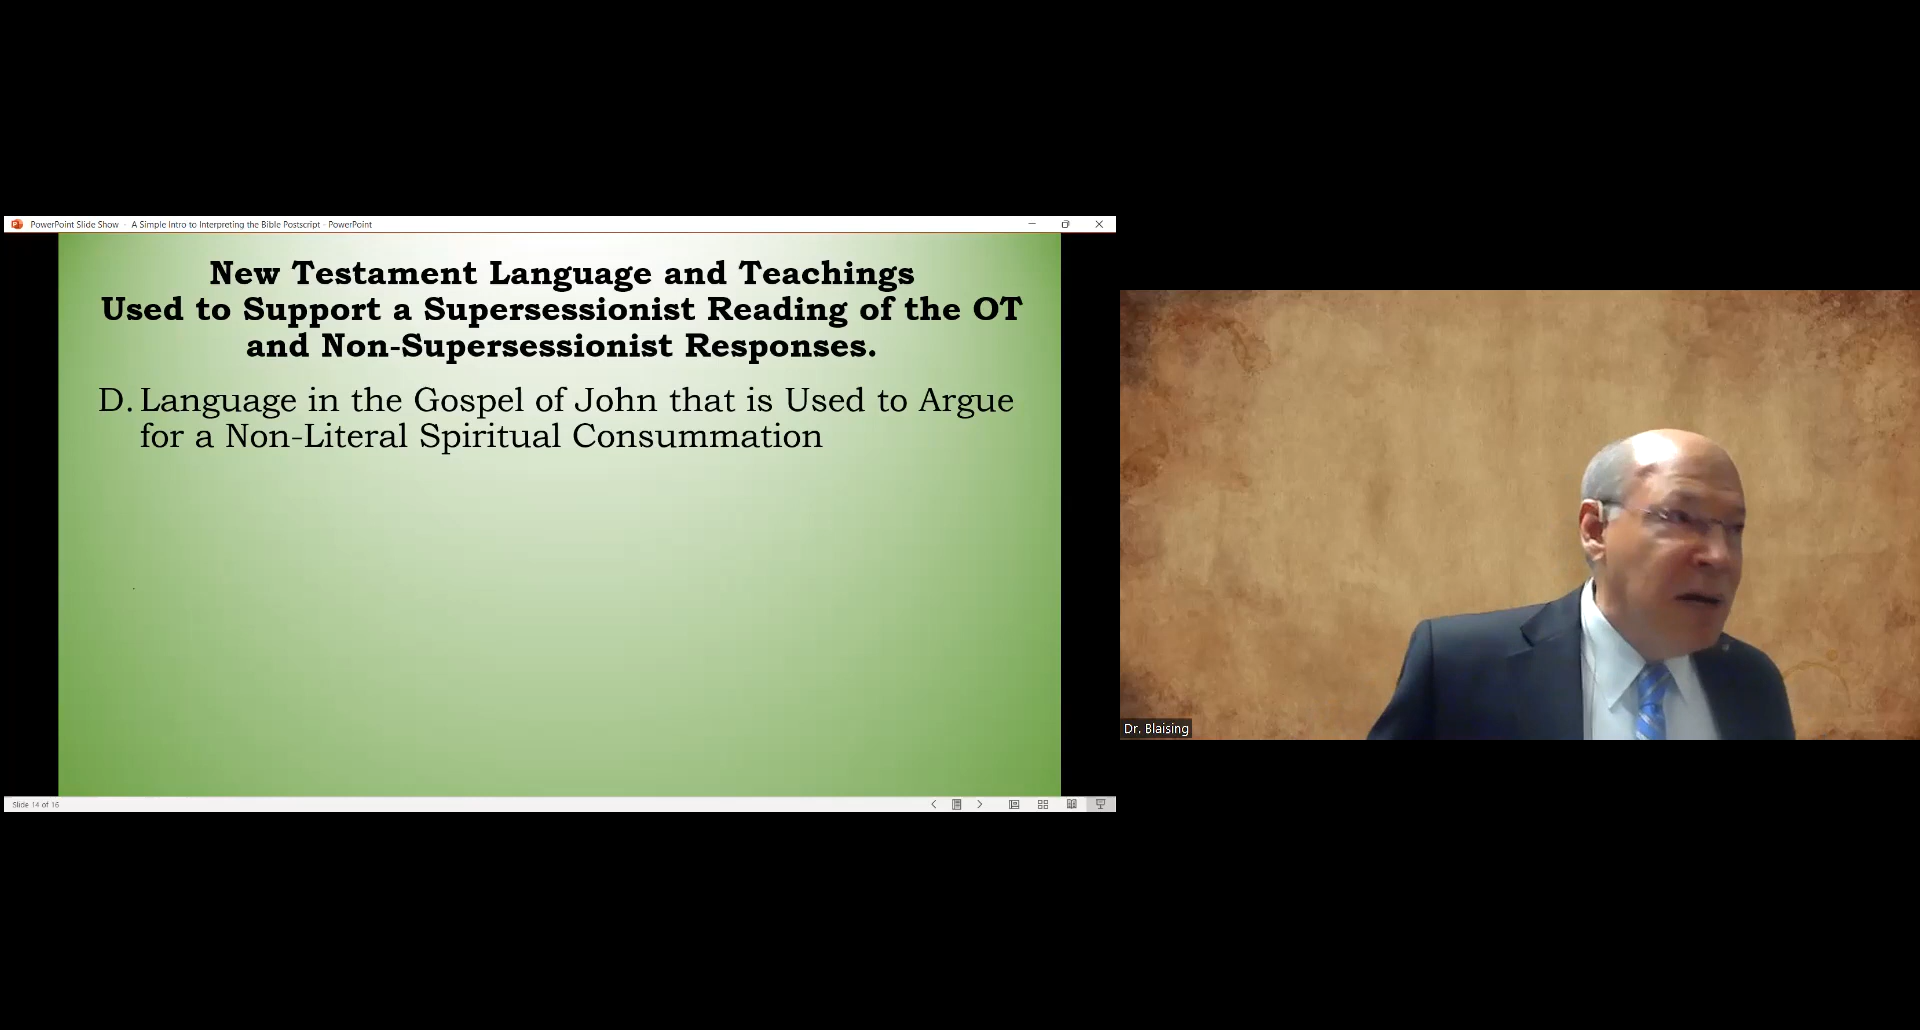 PowerPoint Slide Show - A Simple Intro to Interpreting the Bible Postscript - PowerPoint
New Testament Language and Teachings
Used to Support a Supersessionist Reading of the OT
and Non-Supersessionist Responses.
D. Language in the Gospel of John that is Used to Argue
for a Non-Literal Spiritual Consummation
Dr. Blaising
Slide 14 of 16